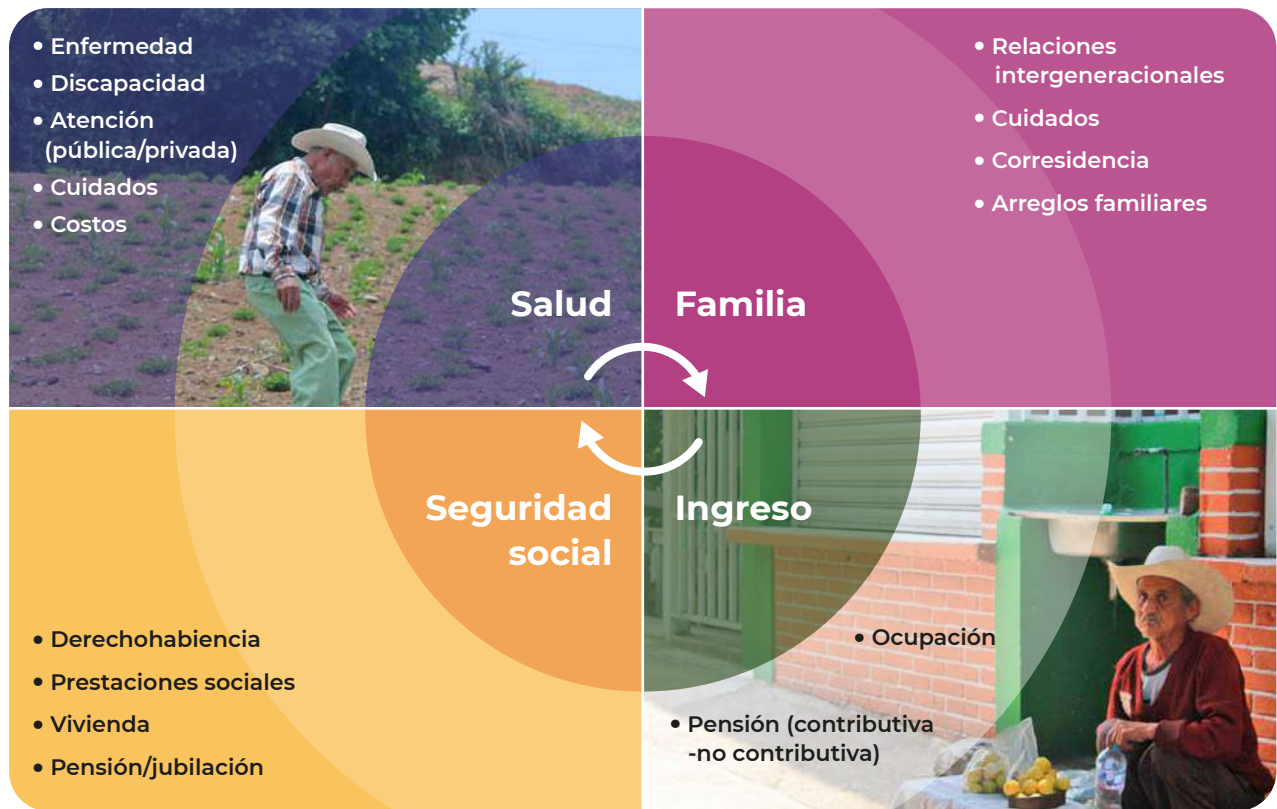 • Enfermedad
• Discapacidad
• Atención
(pública/privada)
• Cuidados
• Costos
Salud
• Relaciones
intergeneracionales
• Cuidados
• Corresidencia
• Arreglos familiares
Familia
Seguridad
social
• Derechohabiencia
• Prestaciones sociales
• Vivienda
• Pensión/jubilación
Ingreso
• Ocupación
• Pensión (contributiva
-no contributiva)